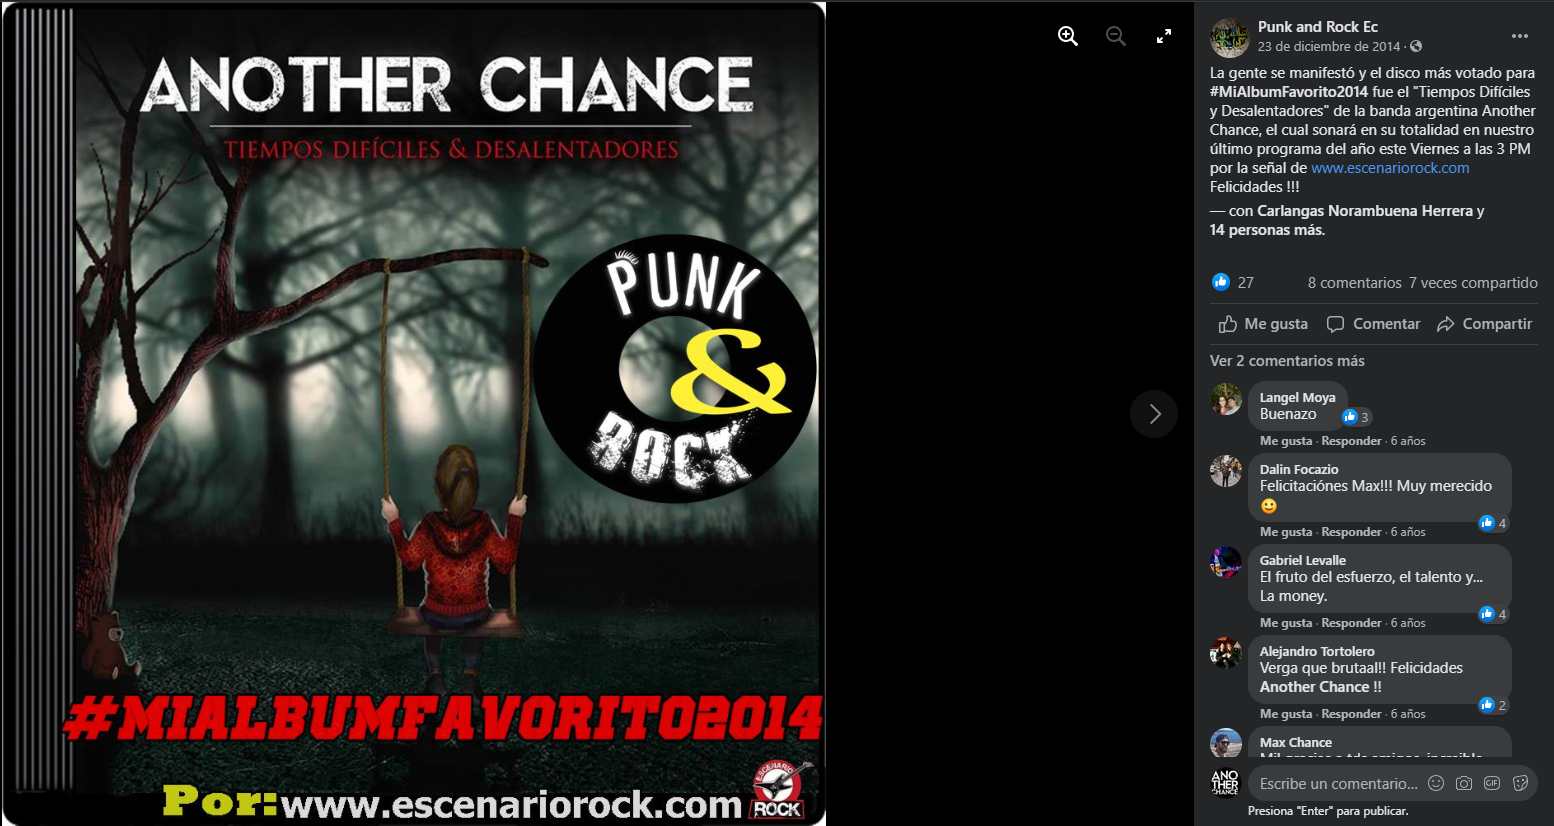 ANOTHER CHANCE
TIEMPOS DIFÍCILES & DESALENTADORES
PUNK
&
ROCK
#MIALBUMFAVORITO2014
Por: www.escenariorock.com
ESCENARIO
ROCK
Punk and Rock Ec
23 de diciembre de 2014 ·
La gente se manifestó y el disco más votado para
#MiAlbumFavorito2014 fue el "Tiempos Difíciles
y Desalentadores" de la banda argentina Another
Chance, el cual sonará en su totalidad en nuestro
último programa del año este Viernes a las 3 PM
por la señal de www.escenariorock.com
Felicidades !!!
— con Carlangas Norambuena Herrera y
14 personas más.
27 8 comentarios 7 veces compartido
Me gusta Comentar Compartir
Ver 2 comentarios más
Langel Moya
Buenazo
3
Me gusta · Responder · 6 años
Dalin Focazio
Felicitaciónes Max!!! Muy merecido
🙂
4
Me gusta · Responder · 6 años
Gabriel Levalle
El fruto del esfuerzo, el talento y...
La money.
4
Me gusta · Responder · 6 años
Alejandro Tortolero
Verga que brutaal!! Felicidades
Another Chance !!
2
Me gusta · Responder · 6 años
Max Chance
ANO
THER
CHANCE
Escribe un comentario...
GIF
Presiona "Enter" para publicar.